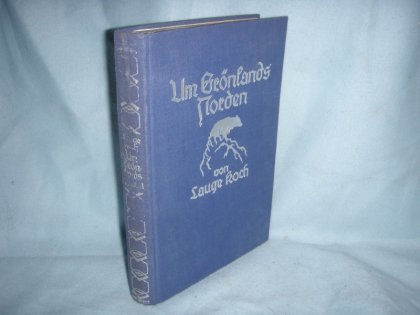 Um Grönlands
Norden
von
Lauge Koch